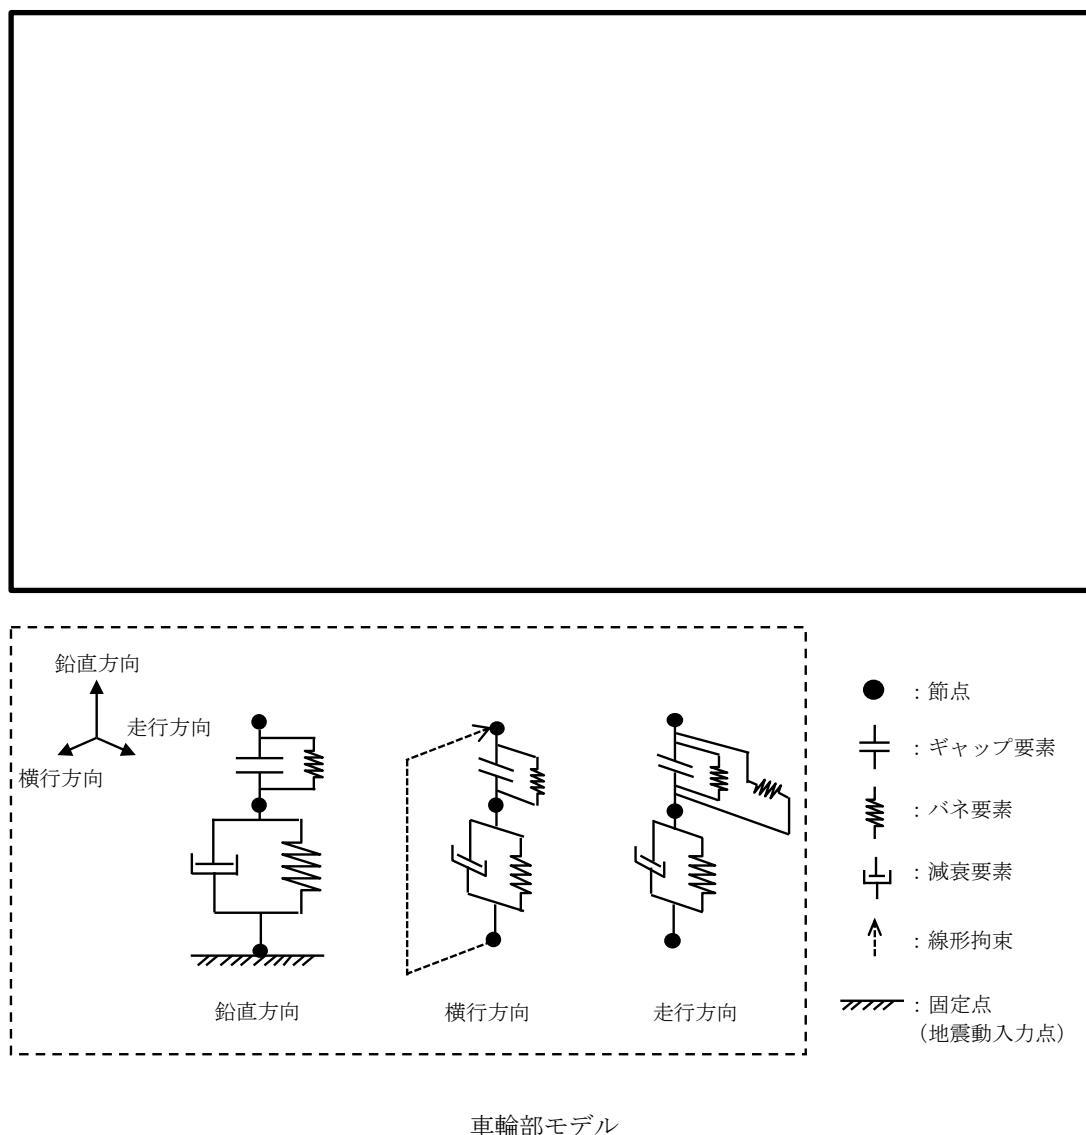 鉛直方向
走行方向
横行方向
鉛直方向
横行方向
走行方向
：節点
：ギャップ要素
：バネ要素
：減衰要素
：線形拘束
：固定点
（地震動入力点）
車輪部モデル